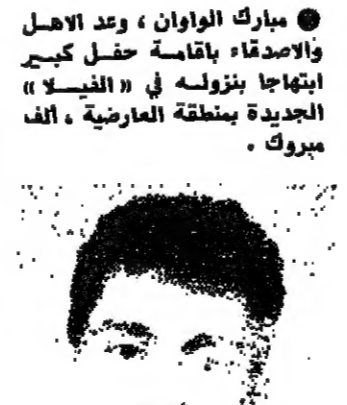 ● مبارك الواوان ، وعد الاهل
والاصدقاء باقامة حفل كبير
ابتهاجا بنزوله في «الفيلا»
الجديدة بمنطقة العارضية ، ألف
مبروك .